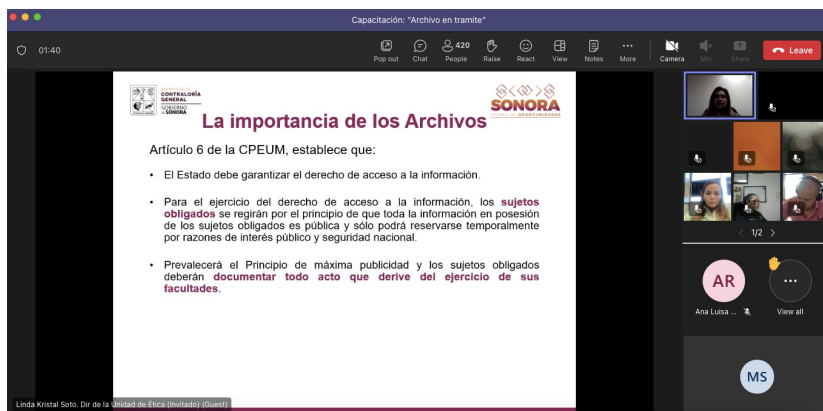 Capacitación: "Archivo en tramite"
01:40
Pop out
Chat
420
People
Raise
React
View
Notes
More
Camera
Mic
Share
Leave
CONTRALORÍA
GENERAL
GOBIERNO
DE SONORA
SONORA
TIERRA DE OPORTUNIDADES
La importancia de los Archivos
Artículo 6 de la CPEUM, establece que:
• El Estado debe garantizar el derecho de acceso a la información.
• Para el ejercicio del derecho de acceso a la información, los sujetos
obligados se regirán por el principio de que toda la información en posesión
de los sujetos obligados es pública y sólo podrá reservarse temporalmente
por razones de interés público y seguridad nacional.
• Prevalecerá el Principio de máxima publicidad y los sujetos obligados
deberán documentar todo acto que derive del ejercicio de sus
facultades.
1/2
AR
Ana Luisa ...
View all
MS
Linda Kristal Soto. Dir de la Unidad de Ética (Invitado) (Guest)